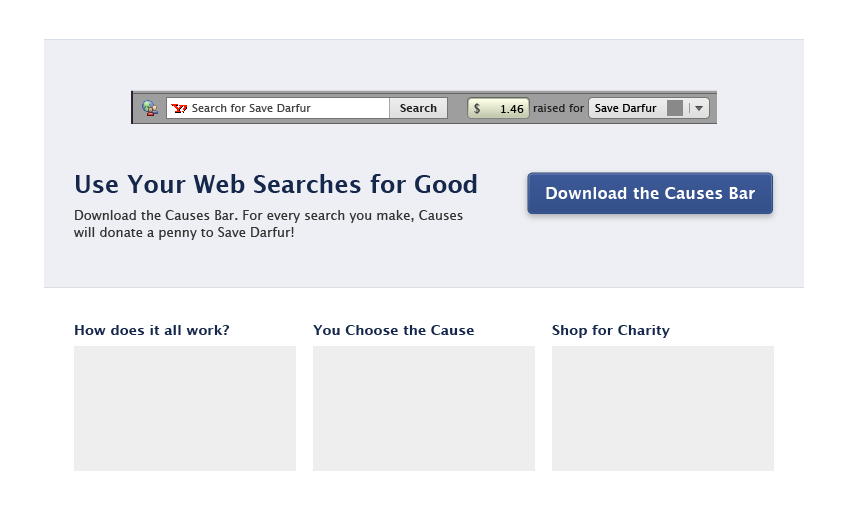 Search for Save Darfur Search $ 1.46 raised for Save Darfur
Use Your Web Searches for Good
Download the Causes Bar. For every search you make, Causes
will donate a penny to Save Darfur!
Download the Causes Bar
How does it all work? You Choose the Cause Shop for Charity